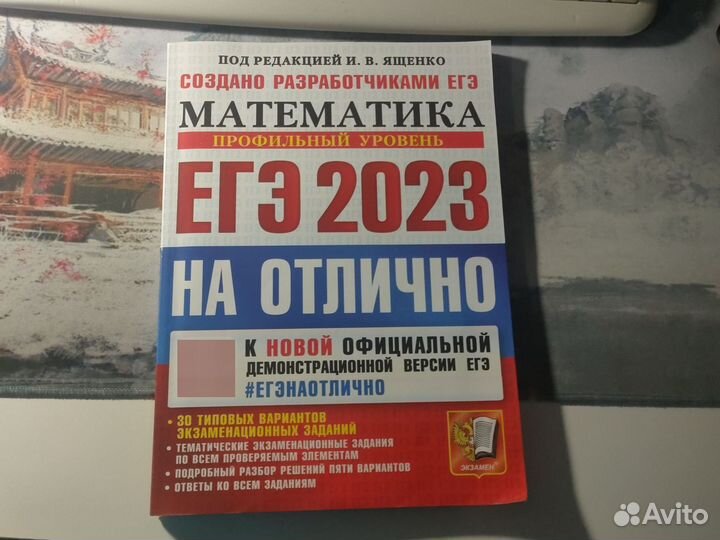 ПОД РЕДАКЦИЕЙ И. В. ЯЩЕНКО
СОЗДАНО РАЗРАБОТЧИКАМИ ЕГЭ
МАТЕМАТИКА
ПРОФИЛЬНЫЙ УРОВЕНЬ
ЕГЭ 2023
НА ОТЛИЧНО
К НОВОЙ ОФИЦИАЛЬНОЙ
ДЕМОНСТРАЦИОННОЙ ВЕРСИИ ЕГЭ
#ЕГЭНАОТЛИЧНО
• 30 ТИПОВЫХ ВАРИАНТОВ
ЭКЗАМЕНАЦИОННЫХ ЗАДАНИЙ
• ТЕМАТИЧЕСКИЕ ЭКЗАМЕНАЦИОННЫЕ ЗАДАНИЯ
ПО ВСЕМ ПРОВЕРЯЕМЫМ ЭЛЕМЕНТАМ
• ПОДРОБНЫЙ РАЗБОР РЕШЕНИЙ ПЯТИ ВАРИАНТОВ
• ОТВЕТЫ КО ВСЕМ ЗАДАНИЯМ
ЭКЗАМЕН
Avito